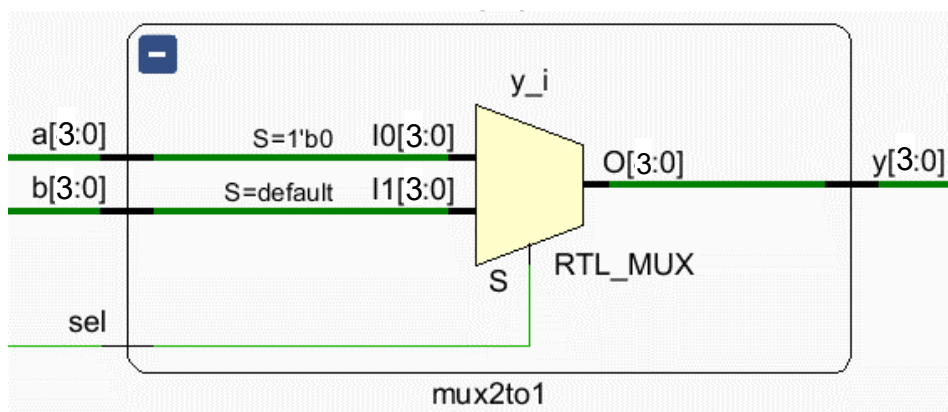 y_i
a[3:0] S=1'b0 I0[3:0] O[3:0] y[3:0]
b[3:0] S=default I1[3:0]
S RTL_MUX
sel
mux2to1